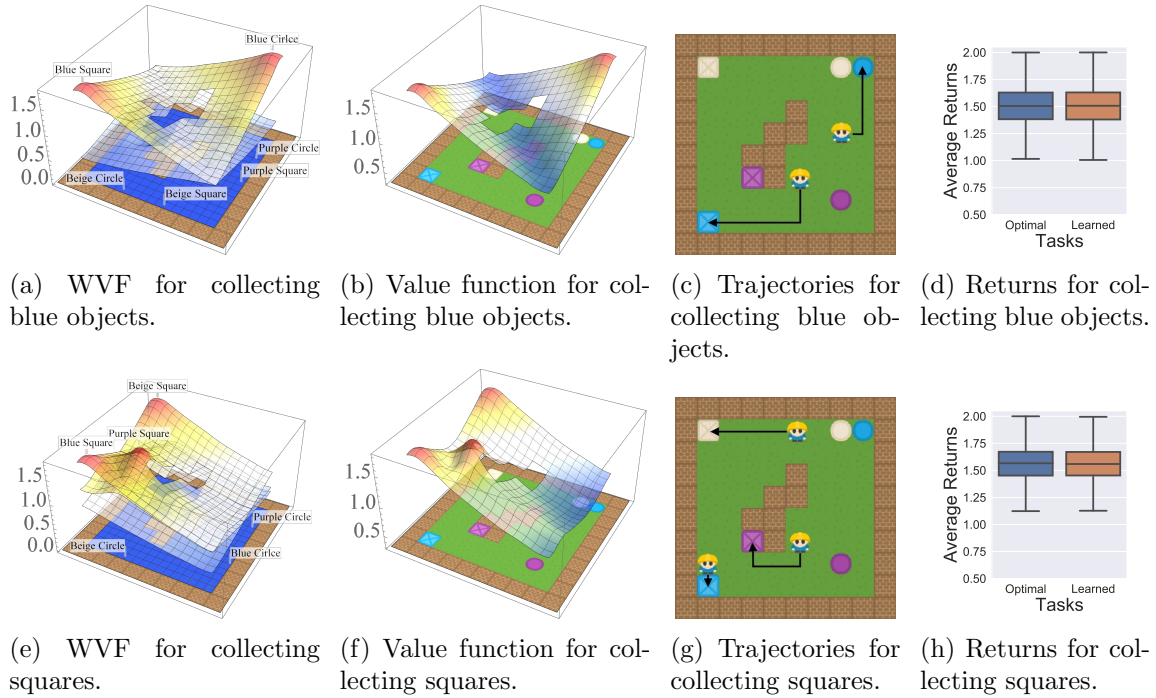 Blue Cirlce
Blue Square
1.5
1.0
0.5
0.0
Purple Circle
Purple Square
Beige Circle
Beige Square
1.5
1.0
0.5
2.00
1.75
1.50
1.25
1.00
0.75
0.50
Average Returns
Optimal Learned
Tasks
(a) WVF for collecting
blue objects.
(b) Value function for col-
lecting blue objects.
(c) Trajectories for
collecting blue ob-
jects.
(d) Returns for col-
lecting blue objects.
Beige Square
Purple Square
Blue Square
1.5
1.0
0.5
0.0
Purple Circle
Beige Circle
Blue Cirlce
1.5
1.0
0.5
2.00
1.75
1.50
1.25
1.00
0.75
0.50
Average Returns
Optimal Learned
Tasks
(e) WVF for collecting
squares.
(f) Value function for col-
lecting squares.
(g) Trajectories for
collecting squares.
(h) Returns for col-
lecting squares.